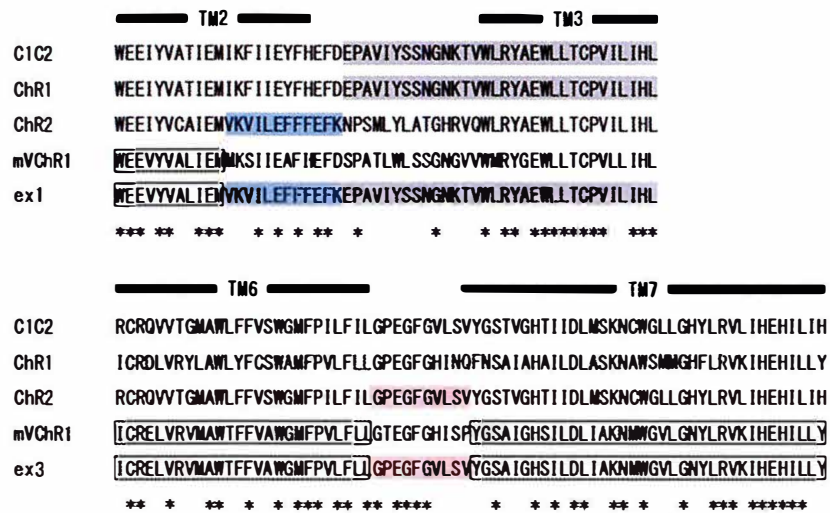 TM2 TM3
C1C2 WEEIYVATIEMIKFIIEYFHEFDEPAVIYSSNGNKTVWLRYAEWLLTCPVILIHL
ChR1 WEEIYVATIEMIKFIIEYFHEFDEPAVIYSSNGNKTVWLRYAEWLLTCPVILIHL
ChR2 WEEIYVCAIEMVKVILEFFFEFKNPSMLYLATGHRVQWLRYAEWLLTCPVILIHL
mVChR1 WEEVYVALIEMMKSIIEAFHEFDSPATLWLSSGNGVVWMRYGEWLLTCPVLLIHL
ex1 WEEVYVALIEMVKVILEFFFEFKEPAVIYSSNGNKTVWLRYAEWLLTCPVILIHL
*** ** *** * * * ** * * * ** ******** ***
TM6 TM7
C1C2 RCRQVVTGMAWLFFVSWGMFPILFILGPEGFGVLSVYGSTVGHTIIDLMSKNCWGLLGHYLRVLIHEHILIH
ChR1 ICRDLVRYLAWLYFCSWAMFPVLFLLGPEGFGHINQFNSAIAHAILDLASKNAWSMMGHFLRVKIHEHILLY
ChR2 RCRQVVTGMAWLFFVSWGMFPILFILGPEGFGVLSVYGSTVGHTIIDLMSKNCWGLLGHYLRVLIHEHILIH
mVChR1 ICRELVRVMAWTFFVAWGMFPVLFLLGTEGFGHISPYGSAIGHSILDLIAKNMWGVLGNYLRVKIHEHILLY
ex3 ICRELVRVMAWTFFVAWGMFPVLFLLGPEGFGVLSVYGSAIGHSILDLIAKNMWGVLGNYLRVKIHEHILLY
** * ** * * *** ** ** **** * * * ** ** * * *** ******